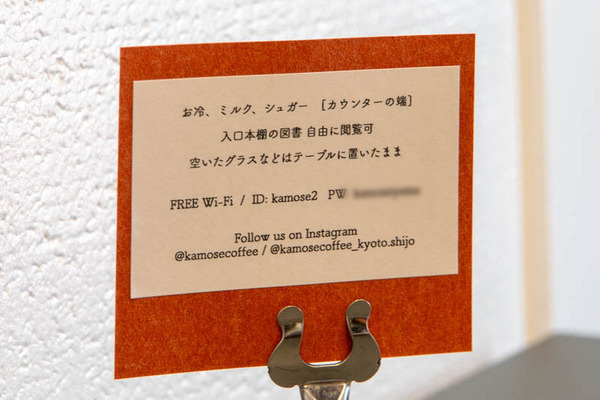 お冷、ミルク、シュガー ［カウンターの端］
入口本棚の図書 自由に閲覧可
空いたグラスなどはテーブルに置いたまま
FREE Wi-Fi / ID: kamose2 PW
Follow us on Instagram
@kamosecoffee / @kamosecoffee_kyoto.shijo